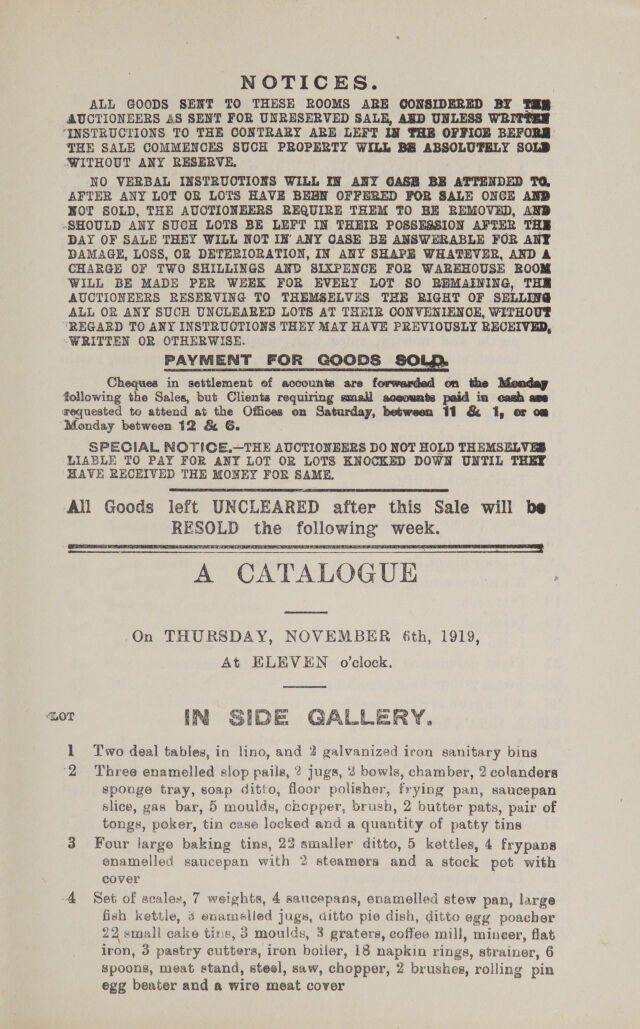 NOTICES.
ALL GOODS SENT TO THESE ROOMS ARE CONSIDERED BY THE
AUCTIONEERS AS SENT FOR UNRESERVED SALE, AND UNLESS WRITTEN
INSTRUCTIONS TO THE CONTRARY ARE LEFT IN THE OFFICE BEFORE
THE SALE COMMENCES SUCH PROPERTY WILL BE ABSOLUTELY SOLD
WITHOUT ANY RESERVE.
NO VERBAL INSTRUCTIONS WILL IN ANY CASE BE ATTENDED TO.
AFTER ANY LOT OR LOTS HAVE BEEN OFFERED FOR SALE ONCE AND
NOT SOLD, THE AUCTIONEERS REQUIRE THEM TO BE REMOVED, AND
SHOULD ANY SUCH LOTS BE LEFT IN THEIR POSSESSION AFTER THE
DAY OF SALE THEY WILL NOT IN ANY CASE BE ANSWERABLE FOR ANY
DAMAGE, LOSS, OR DETERIORATION, IN ANY SHAPE WHATEVER, AND A
CHARGE OF TWO SHILLINGS AND SIXPENCE FOR WAREHOUSE ROOM
WILL BE MADE PER WEEK FOR EVERY LOT SO REMAINING, THE
AUCTIONEERS RESERVING TO THEMSELVES THE RIGHT OF SELLING
ALL OR ANY SUCH UNCLEARED LOTS AT THEIR CONVENIENCE, WITHOUT
REGARD TO ANY INSTRUCTIONS THEY MAY HAVE PREVIOUSLY RECEIVED,
WRITTEN OR OTHERWISE.
PAYMENT FOR GOODS SOLD.
Cheques in settlement of accounts are forwarded on the Monday
following the Sales, but Clients requiring small accounts paid in cash are
requested to attend at the Offices on Saturday, between 11 & 1, or on
Monday between 12 & 6.
SPECIAL NOTICE.—THE AUCTIONEERS DO NOT HOLD THEMSELVES
LIABLE TO PAY FOR ANY LOT OR LOTS KNOCKED DOWN UNTIL THEY
HAVE RECEIVED THE MONEY FOR SAME.
All Goods left UNCLEARED after this Sale will be
RESOLD the following week.
A CATALOGUE
On THURSDAY, NOVEMBER 6th, 1919,
At ELEVEN o'clock.
LOT IN SIDE GALLERY.
1 Two deal tables, in lino, and 2 galvanized iron sanitary bins
2 Three enamelled slop pails, 2 jugs, 2 bowls, chamber, 2 colanders
sponge tray, soap ditto, floor polisher, frying pan, saucepan
slice, gas bar, 5 moulds, chopper, brush, 2 butter pats, pair of
tongs, poker, tin case locked and a quantity of patty tins
3 Four large baking tins, 22 smaller ditto, 5 kettles, 4 frypans
enamelled saucepan with 2 steamers and a stock pot with
cover
4 Set of scales, 7 weights, 4 saucepans, enamelled stew pan, large
fish kettle, 3 enamelled jugs, ditto pie dish, ditto egg poacher
22 small cake tins, 3 moulds, 3 graters, coffee mill, mincer, flat
iron, 3 pastry cutters, iron boiler, 18 napkin rings, strainer, 6
spoons, meat stand, steel, saw, chopper, 2 brushes, rolling pin
egg beater and a wire meat cover